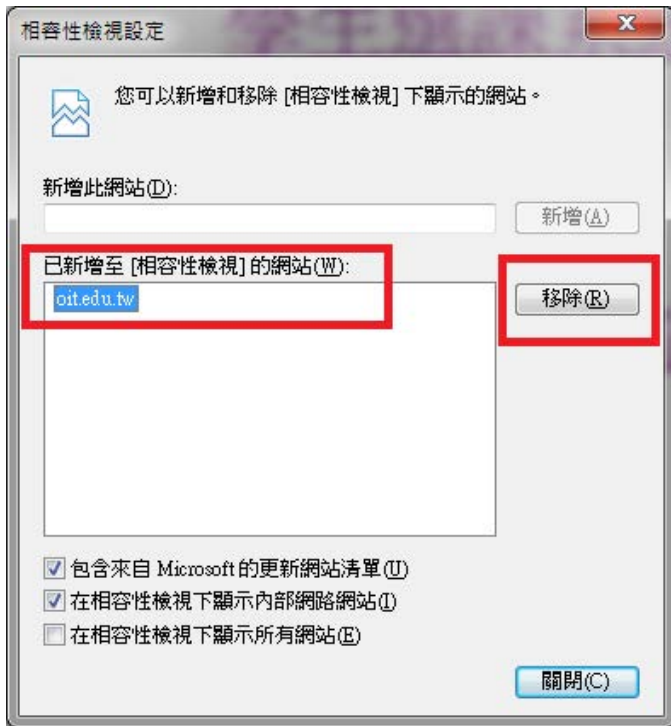 相容性檢視設定
您可以新增和移除 [相容性檢視] 下顯示的網站。
新增此網站(D):
新增(A)
已新增至 [相容性檢視] 的網站(W):
oit.edu.tw
移除(R)
包含來自 Microsoft 的更新網站清單(U)
在相容性檢視下顯示內部網路網站(I)
在相容性檢視下顯示所有網站(E)
關閉(C)